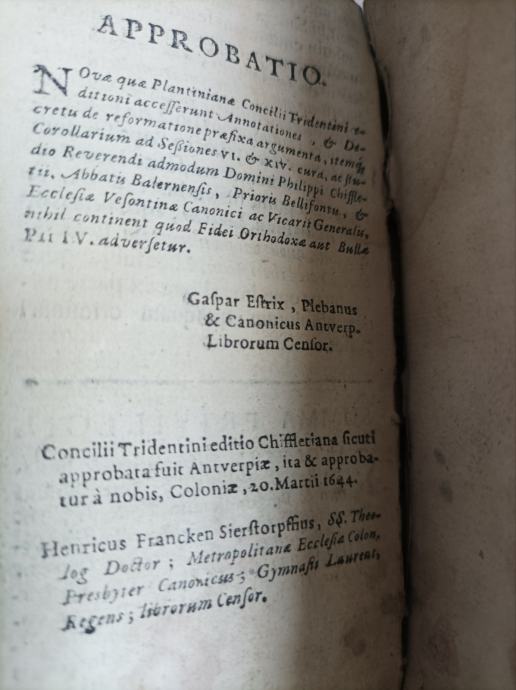 APPROBATIO.
NOvæ quæ Plantinianæ Concilii Tridentini e-
ditioni accesserunt Annotationes, & De-
cretu de reformatione præfixa argumenta, itemq́
Corollarium ad Sessiones VI. & XIV. cura, ac stu-
dio Reverendi admodum Domini Philippi Chiffle-
tii, Abbatis Balernensis, Prioris Bellifontu, &
Ecclesiæ Vesontinæ Canonici ac Vicarii Generalis,
nihil continent quod Fidei Orthodoxæ aut Bullæ
PII IV. adversetur.
Gaspar Estrix, Plebanus
& Canonicus Antverp.
Librorum Censor.
Concilii Tridentini editio Chiffletiana sicuti
approbata fuit Antverpiæ, ita & approba-
tur à nobis, Coloniæ, 20. Martii 1644.
Henricus Francken Sierstorpffius, SS. Theo-
log Doctor; Metropolitanæ Ecclesiæ Colon,
Presbyter Canonicus; Gymnasii Laurent,
Regens; librorum Censor.